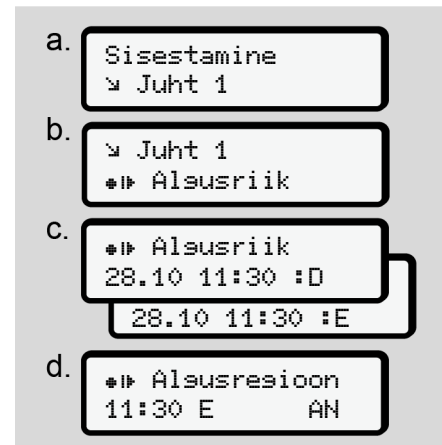 a.
Sisestamine
↘ Juht 1
b.
↘ Juht 1
Algusriik
c.
Algusriik
28.10 11:30 :D
28.10 11:30 :E
d.
Algusregioon
11:30 E AN